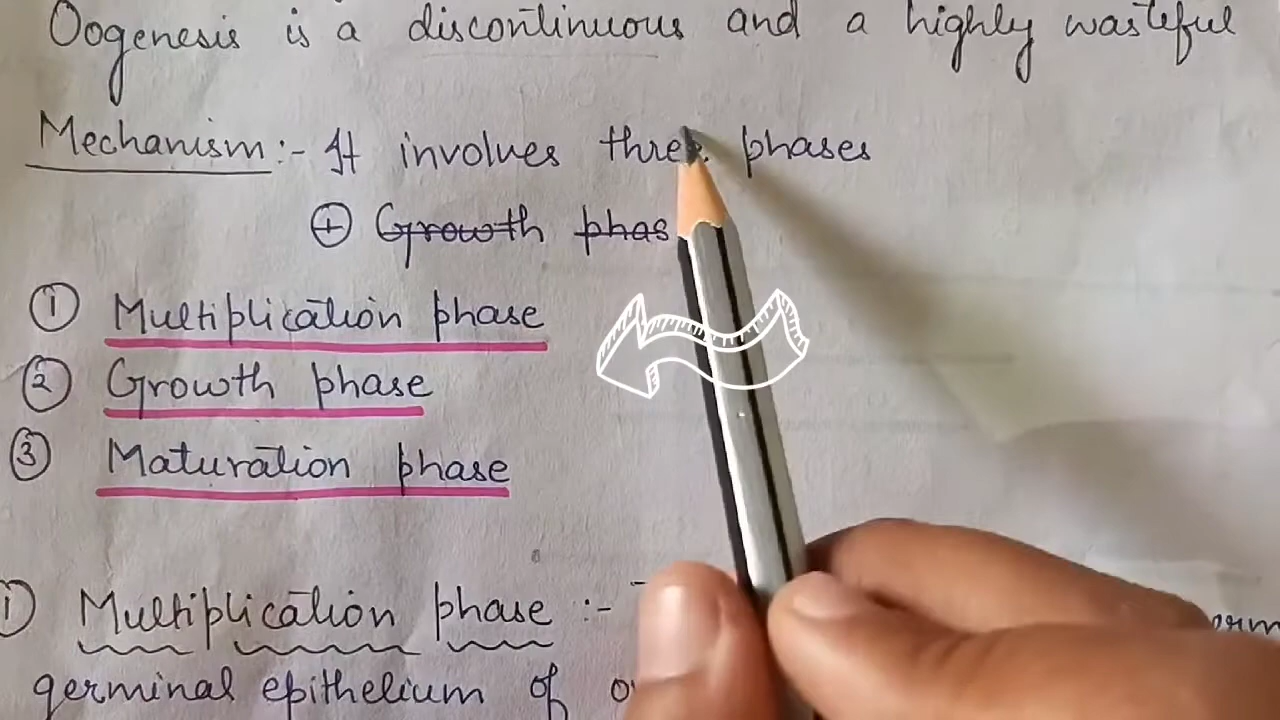 Oogenesis is a discontinuous and a highly wasteful
Mechanism :- It involves three phases
+ Growth phas
① Multiplication phase
② Growth phase
③ Maturation phase
① Multiplication phase :-
germinal epithelium of